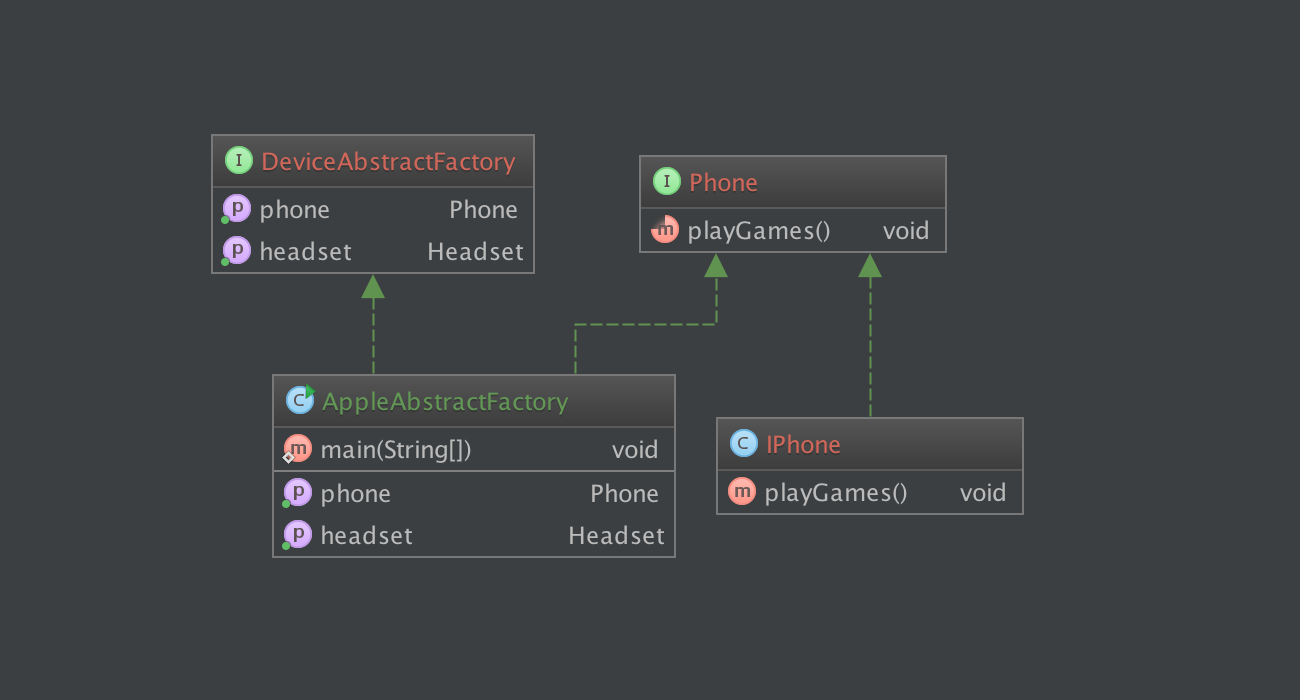 I DeviceAbstractFactory
p phone Phone
p headset Headset
I Phone
m playGames() void
C AppleAbstractFactory
m main(String[]) void
p phone Phone
p headset Headset
C IPhone
m playGames() void